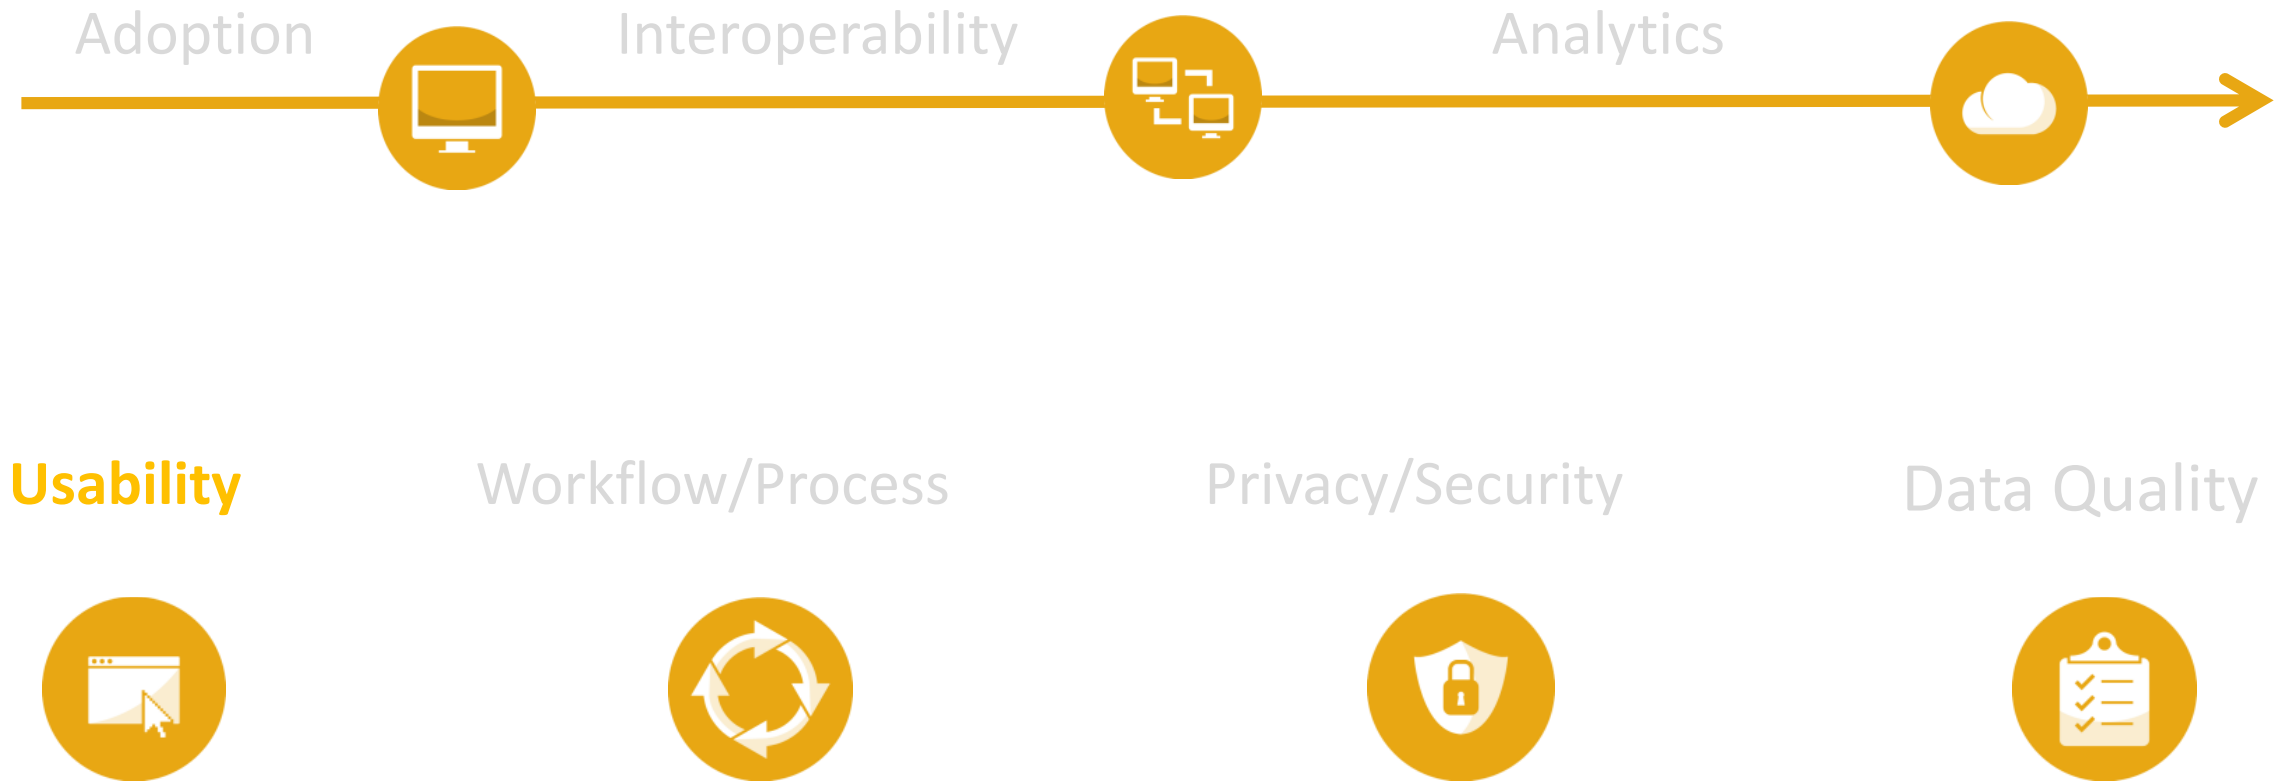 Adoption Interoperability Analytics
Usability Workflow/Process Privacy/Security Data Quality